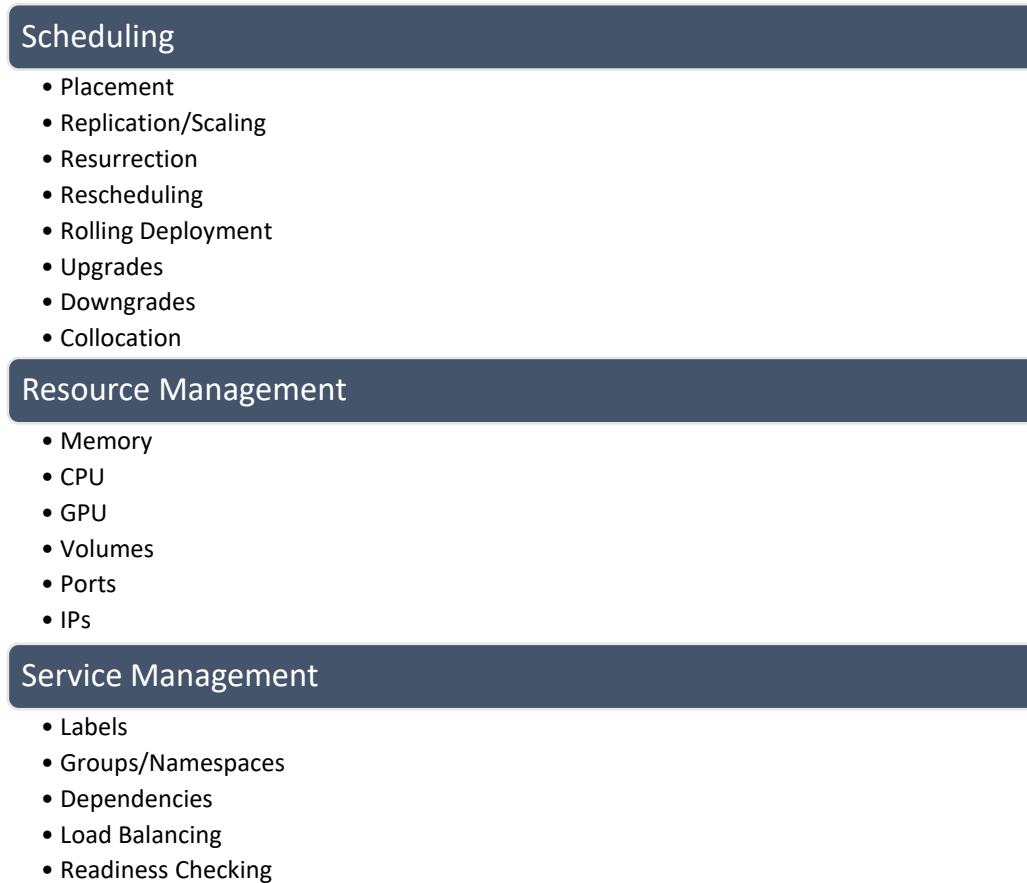 Scheduling
• Placement
• Replication/Scaling
• Resurrection
• Rescheduling
• Rolling Deployment
• Upgrades
• Downgrades
• Collocation
Resource Management
• Memory
• CPU
• GPU
• Volumes
• Ports
• IPs
Service Management
• Labels
• Groups/Namespaces
• Dependencies
• Load Balancing
• Readiness Checking